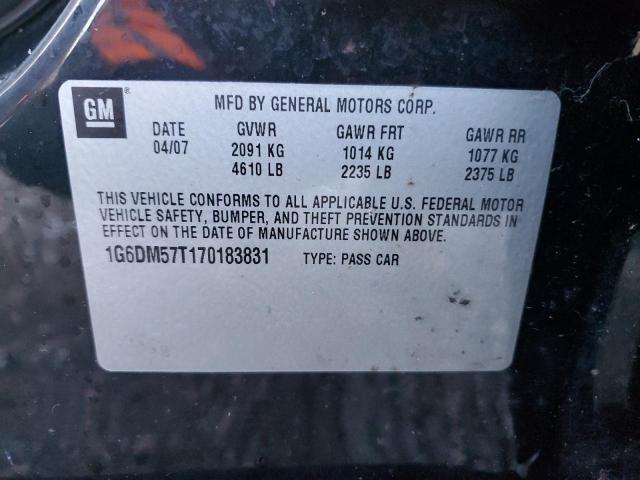 GM®
MFD BY GENERAL MOTORS CORP.
DATE GVWR GAWR FRT GAWR RR
04/07 2091 KG 1014 KG 1077 KG
4610 LB 2235 LB 2375 LB
THIS VEHICLE CONFORMS TO ALL APPLICABLE U.S. FEDERAL MOTOR
VEHICLE SAFETY, BUMPER, AND THEFT PREVENTION STANDARDS IN
EFFECT ON THE DATE OF MANUFACTURE SHOWN ABOVE.
1G6DM57T170183831 TYPE: PASS CAR